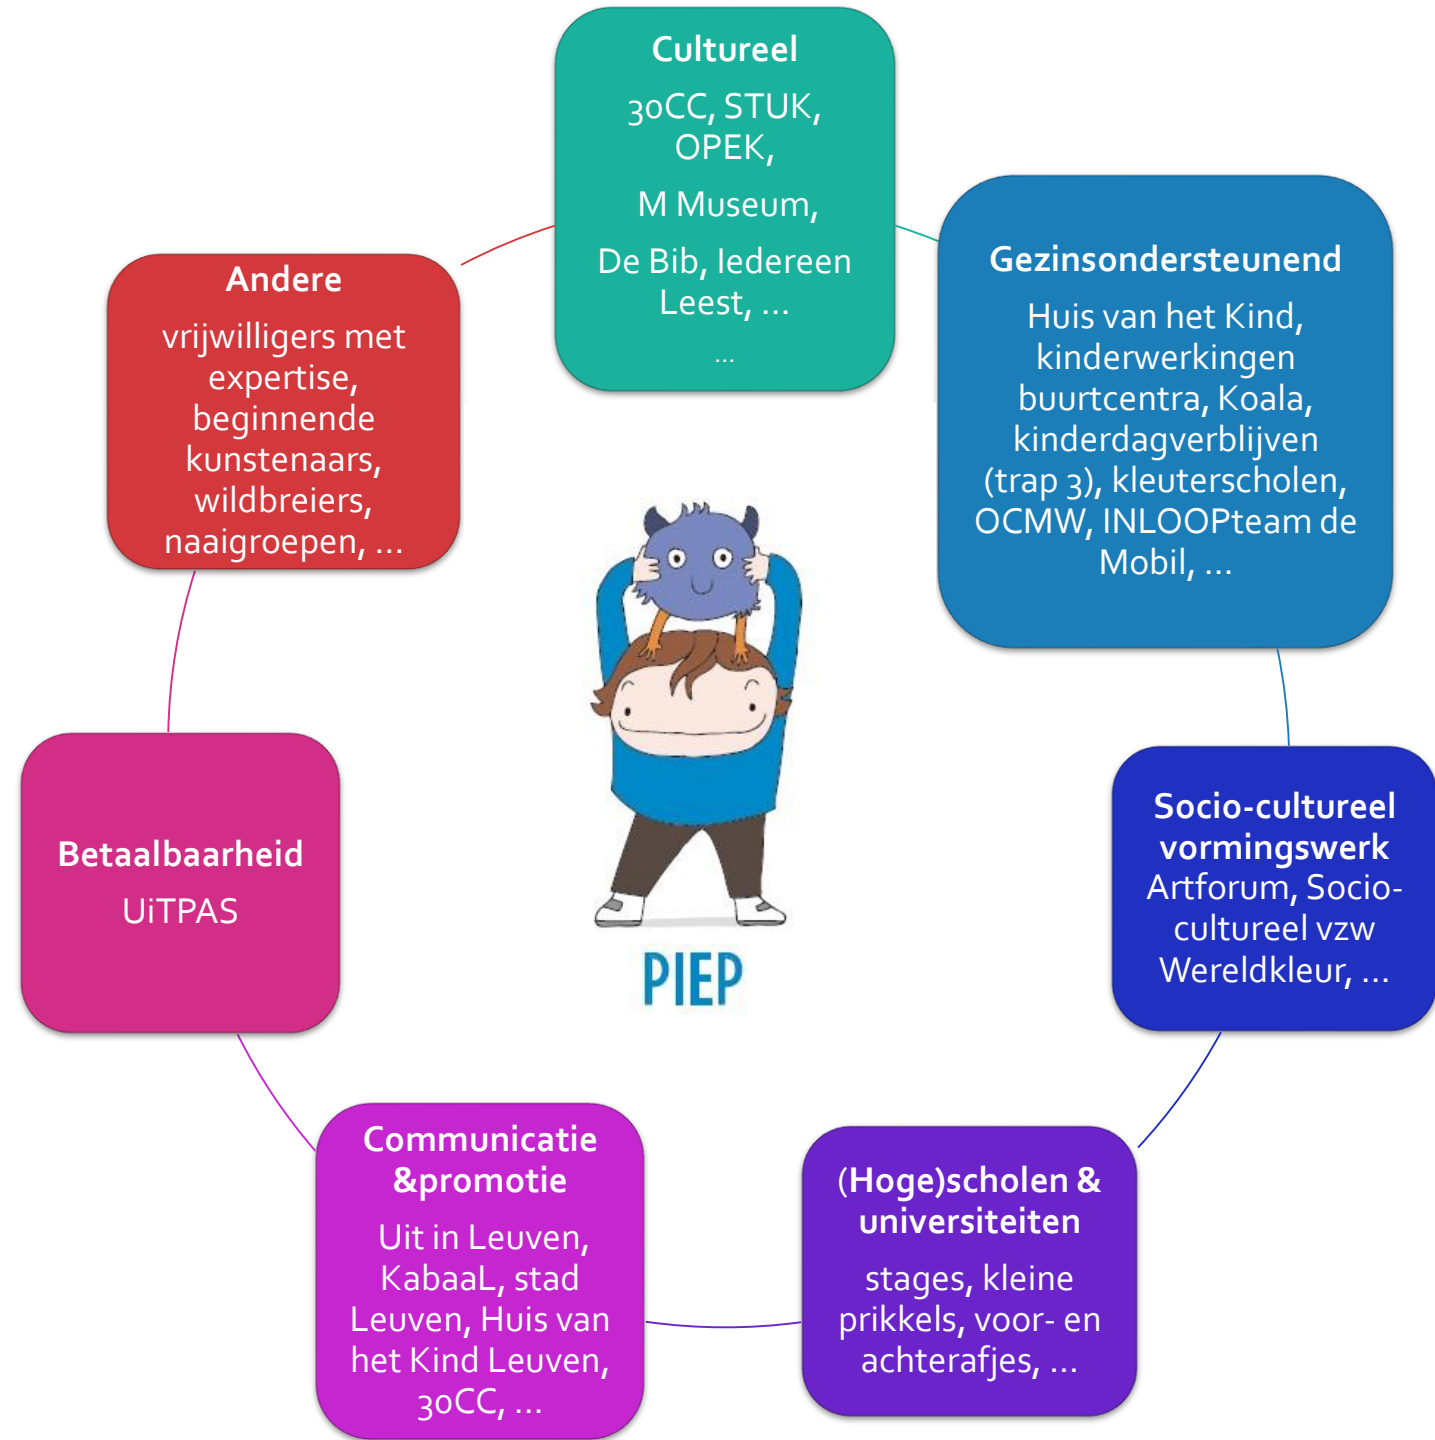 Cultureel
30CC, STUK,
OPEK,
M Museum,
De Bib, Iedereen
Leest, ...
...
Gezinsondersteunend
Huis van het Kind,
kinderwerkingen
buurtcentra, Koala,
kinderdagverblijven
(trap 3), kleuterscholen,
OCMW, INLOOPteam de
Mobil, ...
Socio-cultureel
vormingswerk
Artforum, Socio-
cultureel vzw
Wereldkleur, ...
(Hoge)scholen &
universiteiten
stages, kleine
prikkels, voor- en
achterafjes, ...
Communicatie
&promotie
Uit in Leuven,
KabaaL, stad
Leuven, Huis van
het Kind Leuven,
30CC, ...
Betaalbaarheid
UiTPAS
Andere
vrijwilligers met
expertise,
beginnende
kunstenaars,
wildbreiers,
naaigroepen, ...
PIEP